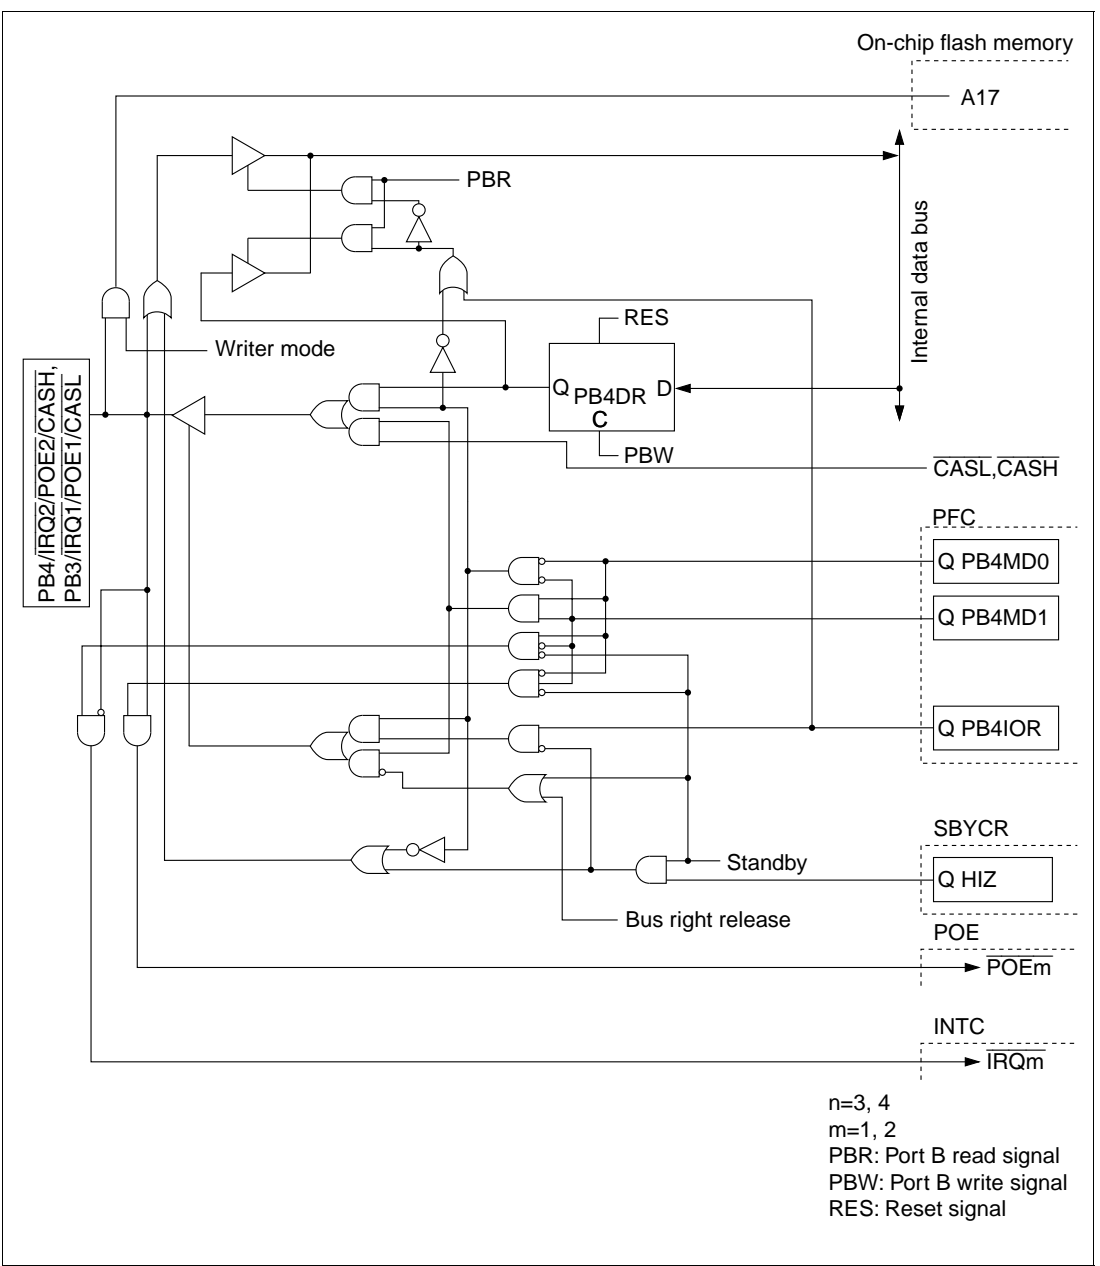 On-chip flash memory
A17
PBR
Internal data bus
RES
Writer mode
Q PB4DR D
C
PBW
PB4/IRQ2/POE2/CASH,
PB3/IRQ1/POE1/CASL
CASL,CASH
PFC
Q PB4MD0
Q PB4MD1
Q PB4IOR
SBYCR
Standby
Q HIZ
Bus right release
POE
POEm
INTC
IRQm
n=3, 4
m=1, 2
PBR: Port B read signal
PBW: Port B write signal
RES: Reset signal